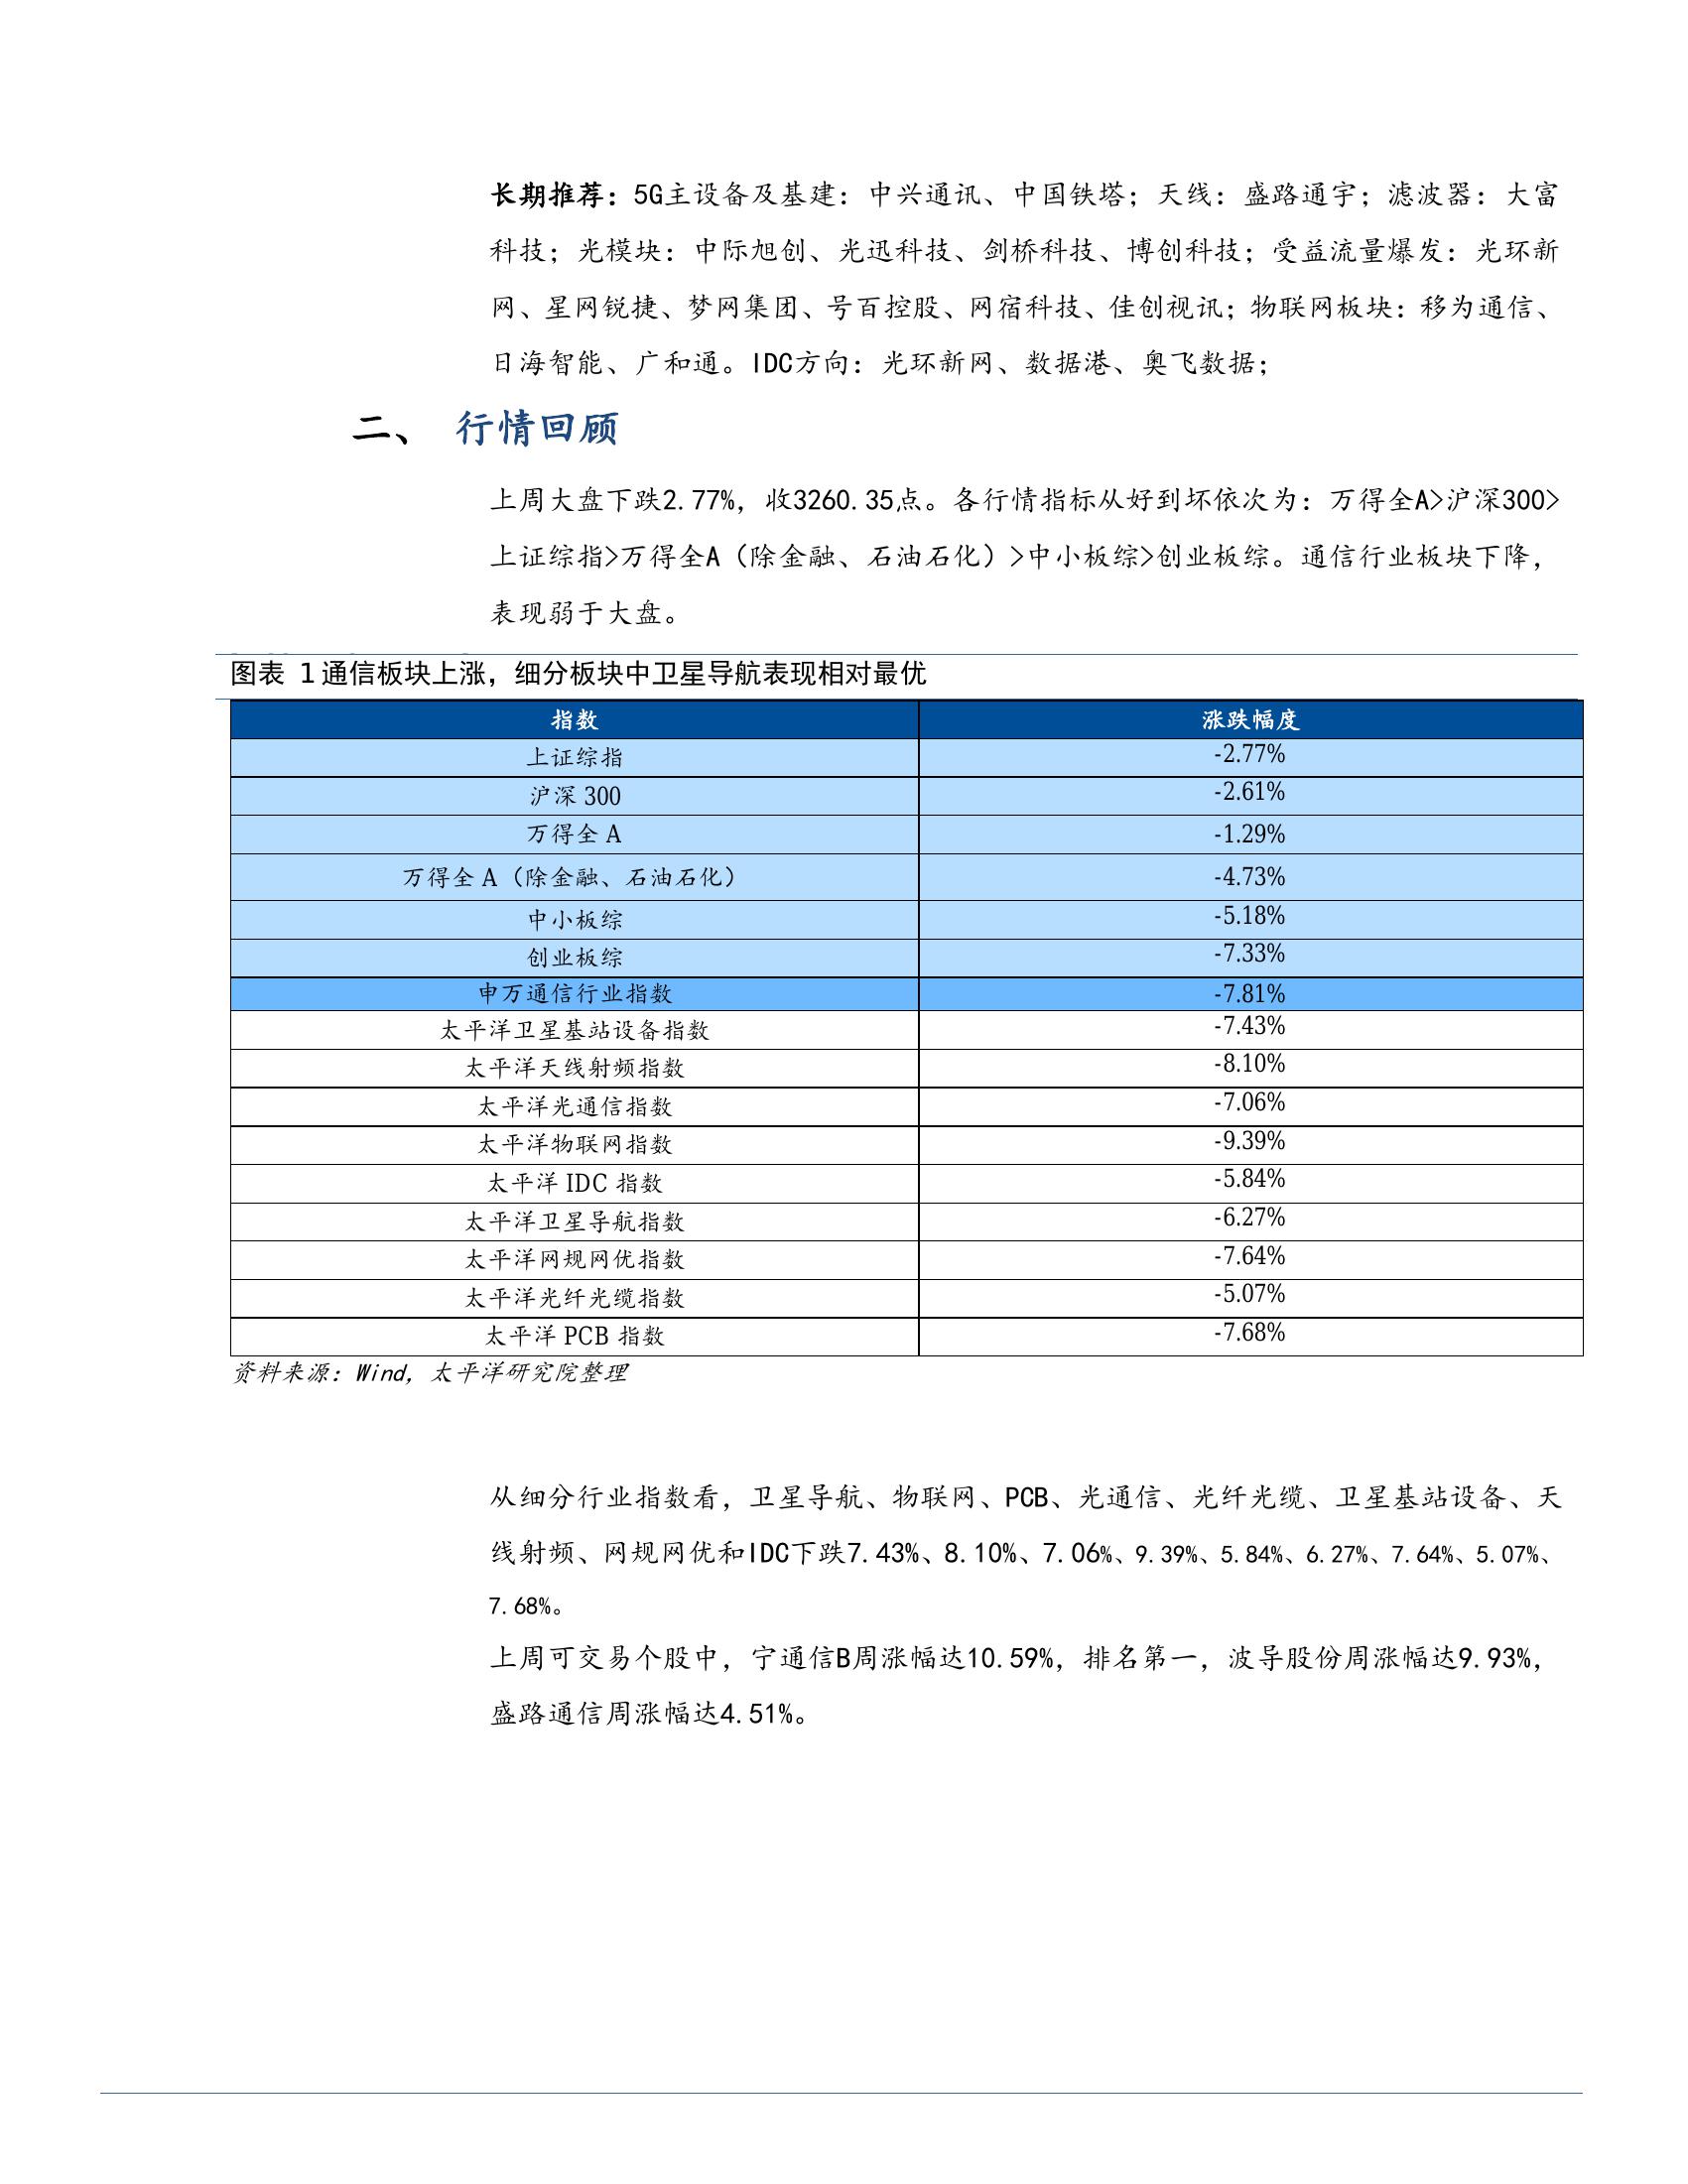 长期推荐：5G主设备及基建：中兴通讯、中国铁塔；天线：盛路通宇；滤波器：大富
科技；光模块：中际旭创、光迅科技、剑桥科技、博创科技；受益流量爆发：光环新
网、星网锐捷、梦网集团、号百控股、网宿科技、佳创视讯；物联网板块：移为通信、
日海智能、广和通。IDC方向：光环新网、数据港、奥飞数据；
二、 行情回顾
上周大盘下跌2.77%，收3260.35点。各行情指标从好到坏依次为：万得全A>沪深300>
上证综指>万得全A（除金融、石油石化）>中小板综>创业板综。通信行业板块下降，
表现弱于大盘。
图表 1 通信板块上涨，细分板块中卫星导航表现相对最优
指数 涨跌幅度
上证综指 -2.77%
沪深 300 -2.61%
万得全 A -1.29%
万得全 A（除金融、石油石化） -4.73%
中小板综 -5.18%
创业板综 -7.33%
申万通信行业指数 -7.81%
太平洋卫星基站设备指数 -7.43%
太平洋天线射频指数 -8.10%
太平洋光通信指数 -7.06%
太平洋物联网指数 -9.39%
太平洋 IDC 指数 -5.84%
太平洋卫星导航指数 -6.27%
太平洋网规网优指数 -7.64%
太平洋光纤光缆指数 -5.07%
太平洋 PCB 指数 -7.68%
资料来源：Wind，太平洋研究院整理
从细分行业指数看，卫星导航、物联网、PCB、光通信、光纤光缆、卫星基站设备、天
线射频、网规网优和IDC下跌7.43%、8.10%、7.06%、9.39%、5.84%、6.27%、7.64%、5.07%、
7.68%。
上周可交易个股中，宁通信B周涨幅达10.59%，排名第一，波导股份周涨幅达9.93%，
盛路通信周涨幅达4.51%。